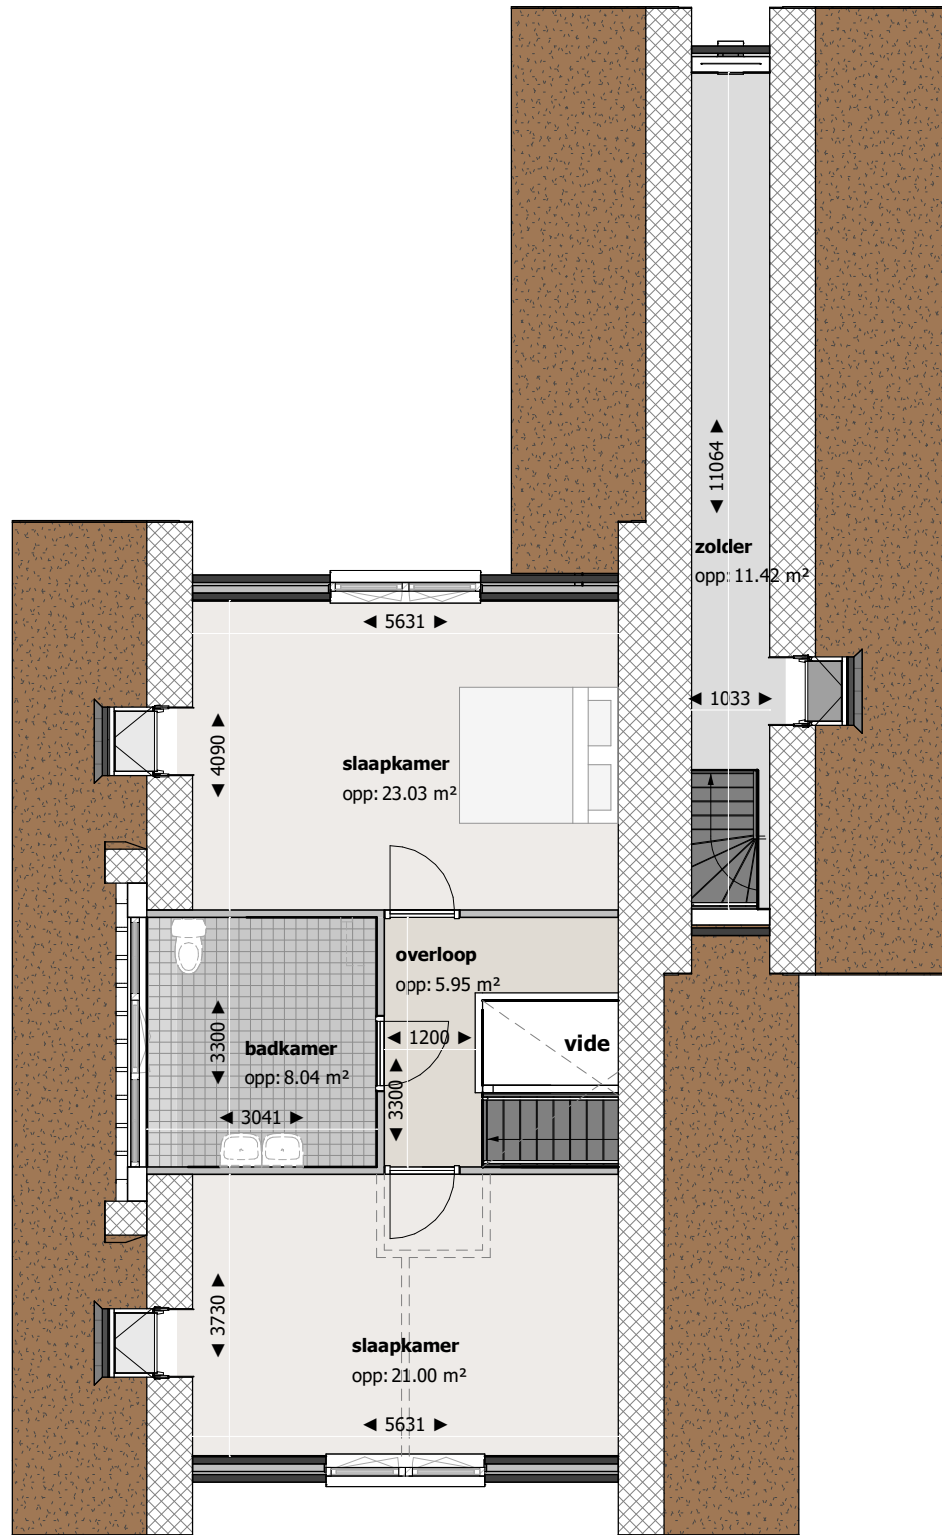 ◄ 11064 ►
zolder
opp: 11.42 m²
◄ 5631 ►
◄ 1033 ►
◄ 4090 ►
slaapkamer
opp: 23.03 m²
overloop
opp: 5.95 m²
◄ 3300 ►
◄ 1200 ►
vide
badkamer
opp: 8.04 m²
◄ 3300 ►
◄ 3041 ►
◄ 3730 ►
slaapkamer
opp: 21.00 m²
◄ 5631 ►